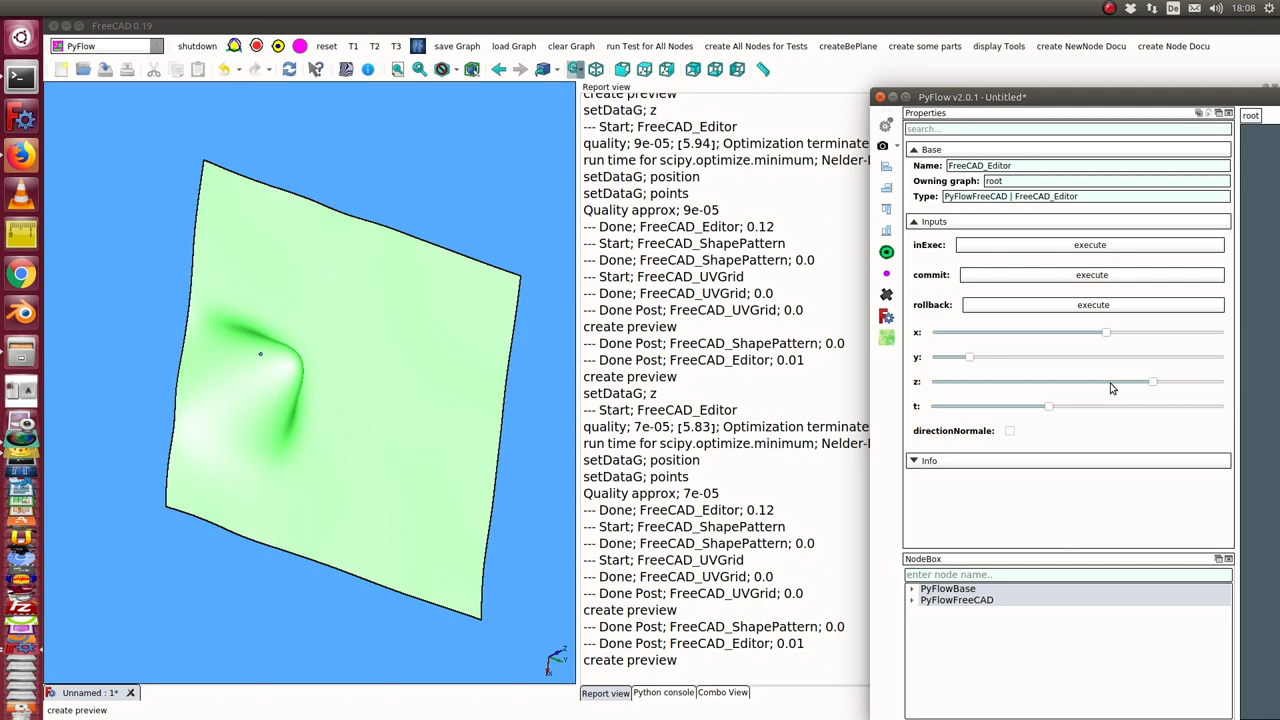 De
18:08
FreeCAD 0.19
PyFlow
shutdown
reset
T1
T2
T3
save Graph
load Graph
clear Graph
run Test for All Nodes
create All Nodes for Tests
createBePlane
create some parts
display Tools
create NewNode Docu
create Node Docu
Report view
create preview
setDataG; z
--- Start; FreeCAD_Editor
quality; 9e-05; [5.94]; Optimization terminate
run time for scipy.optimize.minimum; Nelder-
setDataG; position
setDataG; points
Quality approx; 9e-05
--- Done; FreeCAD_Editor; 0.12
--- Start; FreeCAD_ShapePattern
--- Done; FreeCAD_ShapePattern; 0.0
--- Start; FreeCAD_UVGrid
--- Done; FreeCAD_UVGrid; 0.0
--- Done Post; FreeCAD_UVGrid; 0.0
create preview
--- Done Post; FreeCAD_ShapePattern; 0.0
--- Done Post; FreeCAD_Editor; 0.01
create preview
setDataG; z
--- Start; FreeCAD_Editor
quality; 7e-05; [5.83]; Optimization terminate
run time for scipy.optimize.minimum; Nelder-
setDataG; position
setDataG; points
Quality approx; 7e-05
--- Done; FreeCAD_Editor; 0.12
--- Start; FreeCAD_ShapePattern
--- Done; FreeCAD_ShapePattern; 0.0
--- Start; FreeCAD_UVGrid
--- Done; FreeCAD_UVGrid; 0.0
--- Done Post; FreeCAD_UVGrid; 0.0
create preview
--- Done Post; FreeCAD_ShapePattern; 0.0
--- Done Post; FreeCAD_Editor; 0.01
create preview
Report view
Python console
Combo View
Unnamed : 1*
create preview
PyFlow v2.0.1 - Untitled*
Properties
search...
Base
Name: FreeCAD_Editor
Owning graph: root
Type: PyFlowFreeCAD | FreeCAD_Editor
Inputs
inExec: execute
commit: execute
rollback: execute
x:
y:
z:
t:
directionNormale:
Info
NodeBox
enter node name..
PyFlowBase
PyFlowFreeCAD
root